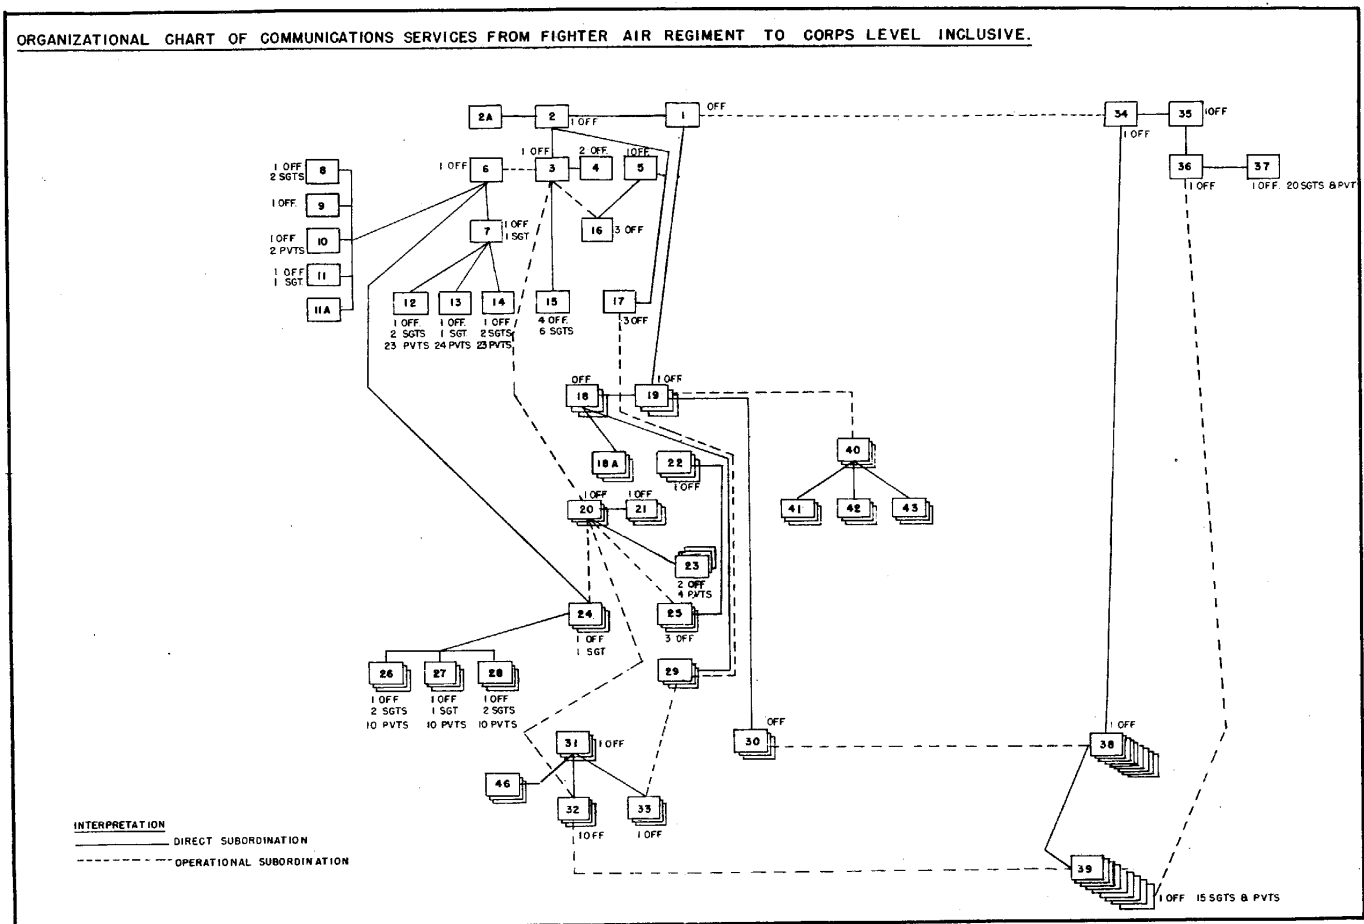 ORGANIZATIONAL CHART OF COMMUNICATIONS SERVICES FROM FIGHTER AIR REGIMENT TO CORPS LEVEL INCLUSIVE.
2A
2
1 OFF
1
OFF
34
1 OFF
35
1 OFF
36
1 OFF
37
1 OFF. 20 SGTS & PVT
1 OFF
2 SGTS
8
1 OFF.
9
1 OFF
2 PVTS
10
1 OFF
1 SGT.
11
11A
1 OFF
6
1 OFF
3
2 OFF.
4
1 OFF.
5
7
1 OFF
1 SGT
16
3 OFF
12
1 OFF.
2 SGTS
23 PVTS
13
1 OFF.
1 SGT.
24 PVTS
14
1 OFF
2 SGTS
23 PVTS
15
4 OFF.
6 SGTS
17
3 OFF
OFF
18
1 OFF
19
18A
22
1 OFF
40
41
42
43
1 OFF
20
1 OFF
21
23
2 OFF
4 PVTS
24
1 OFF
1 SGT
25
3 OFF
26
1 OFF
2 SGTS
10 PVTS
27
1 OFF
1 SGT
10 PVTS
28
1 OFF
2 SGTS
10 PVTS
29
31
1 OFF
30
OFF
1 OFF
38
46
32
1 OFF
33
1 OFF
39
1 OFF 15 SGTS & PVTS
INTERPRETATION
DIRECT SUBORDINATION
OPERATIONAL SUBORDINATION